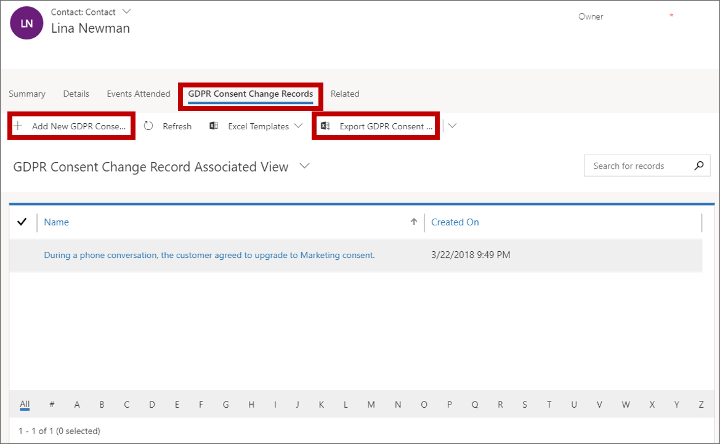 LN
Contact: Contact
Lina Newman
Owner
*
Summary Details Events Attended GDPR Consent Change Records Related
+ Add New GDPR Conse... Refresh Excel Templates Export GDPR Consent ...
GDPR Consent Change Record Associated View
Search for records
Name Created On
During a phone conversation, the customer agreed to upgrade to Marketing consent. 3/22/2018 9:49 PM
All # A B C D E F G H I J K L M N O P Q R S T U V W X Y Z
1 - 1 of 1 (0 selected)